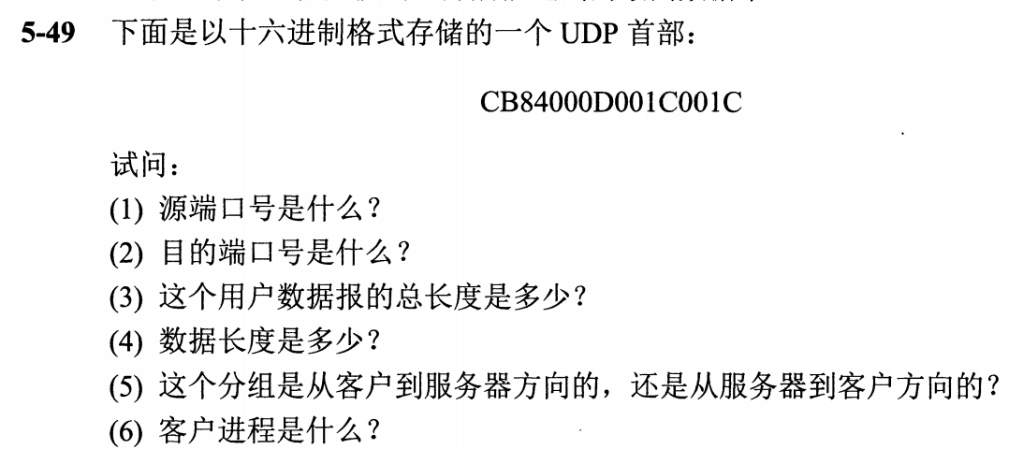 5-49 下面是以十六进制格式存储的一个 UDP 首部：
CB84000D001C001C
试问：
(1) 源端口号是什么？
(2) 目的端口号是什么？
(3) 这个用户数据报的总长度是多少？
(4) 数据长度是多少？
(5) 这个分组是从客户到服务器方向的，还是从服务器到客户方向的？
(6) 客户进程是什么？